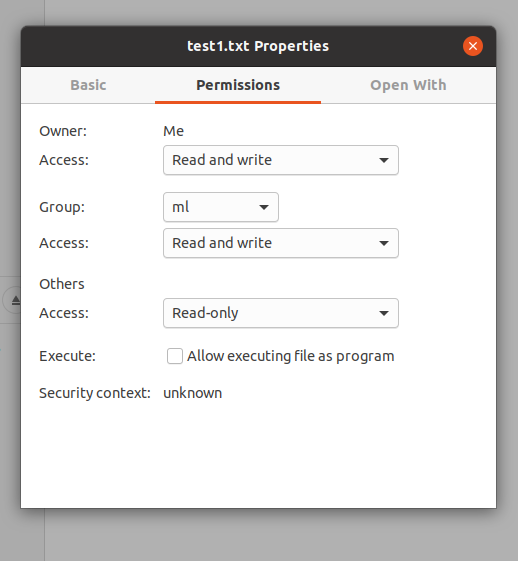 test1.txt Properties
Basic Permissions Open With
Owner: Me
Access: Read and write
Group: ml
Access: Read and write
Others
Access: Read-only
Execute: Allow executing file as program
Security context: unknown